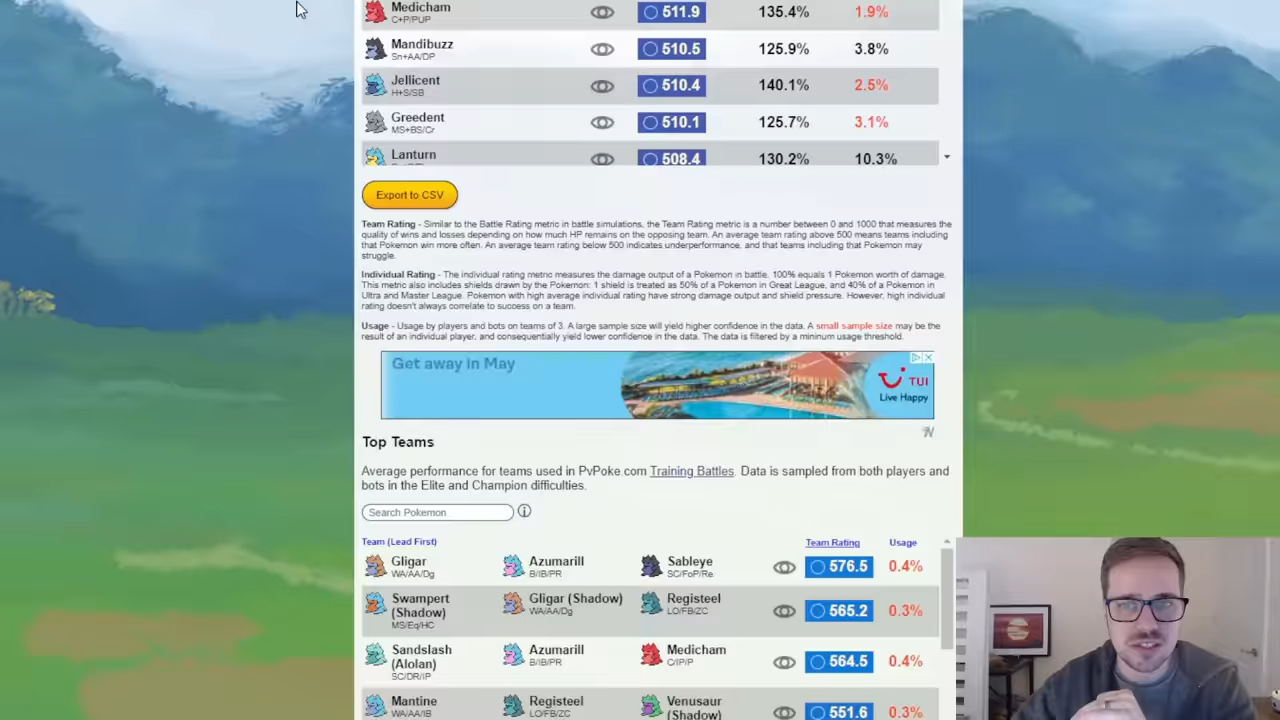 Medicham 511.9 135.4% 1.9%
C+P/PUP
Mandibuzz 510.5 125.9% 3.8%
Sn+AA/DP
Jellicent 510.4 140.1% 2.5%
H+S/SB
Greedent 510.1 125.7% 3.1%
MS+BS/Cr
Lanturn 508.4 130.2% 10.3%
Export to CSV
Team Rating - Similar to the Battle Rating metric in battle simulations, the Team Rating metric is a number between 0 and 1000 that measures the
quality of wins and losses depending on how much HP remains on the opposing team. An average team rating above 500 means teams including
that Pokemon win more often. An average team rating below 500 indicates underperformance, and that teams including that Pokemon may
struggle.
Individual Rating - The individual rating metric measures the damage output of a Pokemon in battle. 100% equals 1 Pokemon worth of damage.
This metric also includes shields drawn by the Pokemon: 1 shield is treated as 50% of a Pokemon in Great League, and 40% of a Pokemon in
Ultra and Master League. Pokemon with high average individual rating have strong damage output and shield pressure. However, high individual
rating doesn't always correlate to success on a team.
Usage - Usage by players and bots on teams of 3. A large sample size will yield higher confidence in the data. A small sample size may be the
result of an individual player, and consequentially yield lower confidence in the data. The data is filtered by a minimum usage threshold.
Get away in May
TUI
Live Happy
Top Teams
Average performance for teams used in PvPoke.com Training Battles. Data is sampled from both players and
bots in the Elite and Champion difficulties.
Search Pokemon
Team (Lead First) Team Rating Usage
Gligar Azumarill Sableye 576.5 0.4%
WA/AA/Dg B/IB/PR SC/FoP/Re
Swampert Gligar (Shadow) Registeel 565.2 0.3%
(Shadow) WA/AA/Dg LO/FB/ZC
MS/Eq/HC
Sandslash Azumarill Medicham 564.5 0.4%
(Alolan) B/IB/PR C/IP/P
SC/DR/IP
Mantine Registeel Venusaur 551.6 0.3%
WA/AA/IB LO/FB/ZC (Shadow)